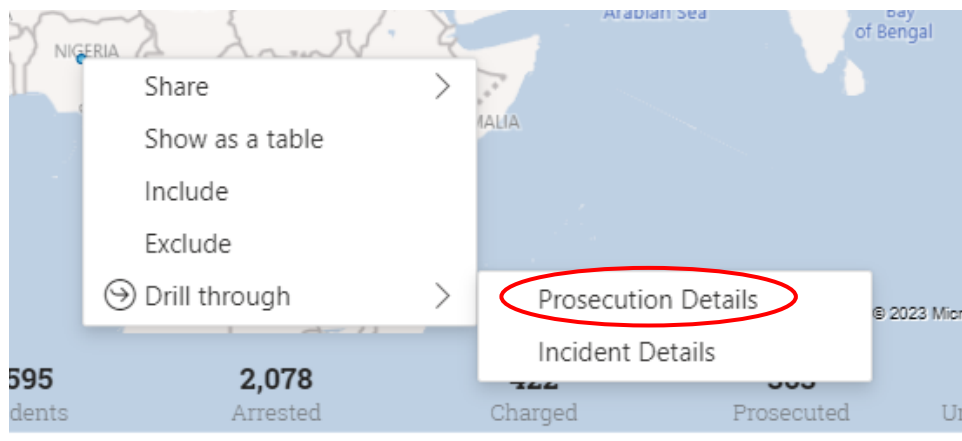 Arabian Sea
Bay
of Bengal
NIGERIA
MALIA
Share
Show as a table
Include
Exclude
Drill through
Prosecution Details
Incident Details
© 2023 Micr
595
2,078
422
dents
Arrested
Charged
Prosecuted